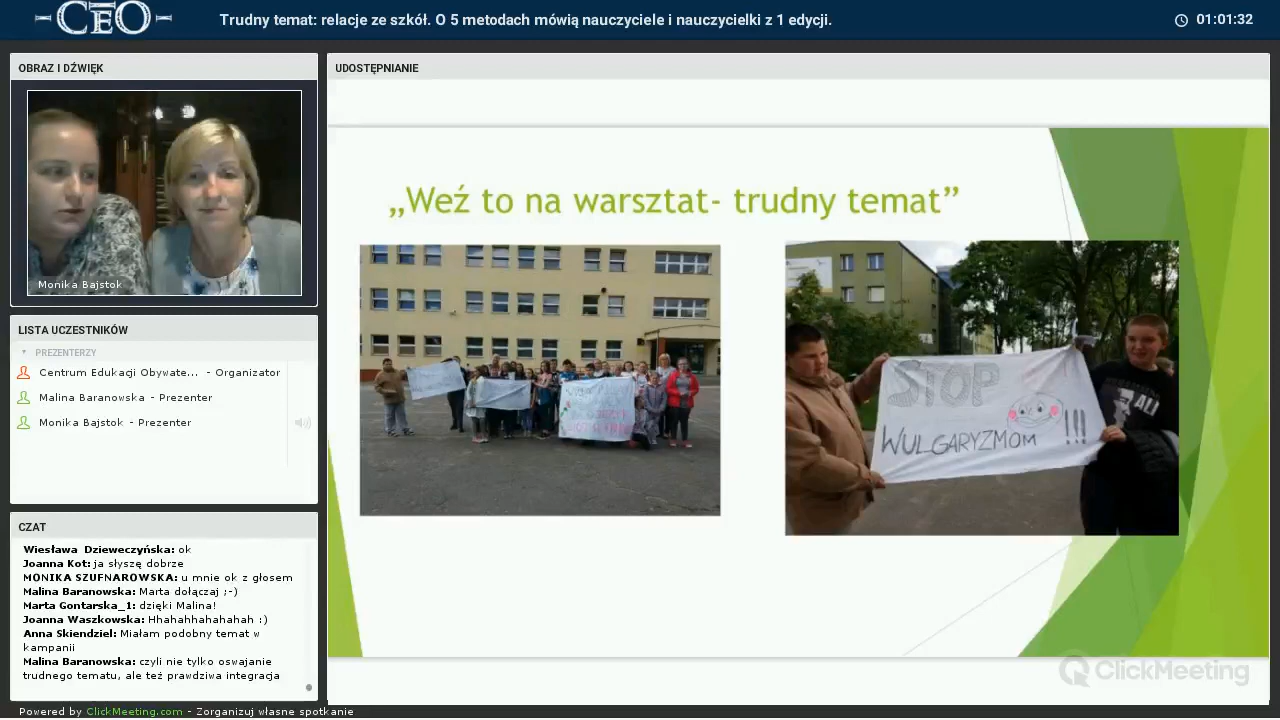 CEO
Trudny temat: relacje ze szkół. O 5 metodach mówią nauczyciele i nauczycielki z 1 edycji.
01:01:32
OBRAZ I DŹWIĘK
Monika Bajstok
LISTA UCZESTNIKÓW
PREZENTERZY
Centrum Edukacji Obywate... - Organizator
Malina Baranowska - Prezenter
Monika Bajstok - Prezenter
CZAT
Wiesława Dzieweczyńska: ok
Joanna Kot: ja słyszę dobrze
MONIKA SZUFNAROWSKA: u mnie ok z głosem
Malina Baranowska: Marta dołączaj ;-)
Marta Gontarska_1: dzięki Malina!
Joanna Waszkowska: Hhahahhahahahah :)
Anna Skiendziel: Miałam podobny temat w
kampanii
Malina Baranowska: czyli nie tylko oswajanie
trudnego tematu, ale też prawdziwa integracja
UDOSTĘPNIANIE
„Weź to na warsztat- trudny temat”
STOP
WULGARYZMOM !!!
ClickMeeting
Powered by ClickMeeting.com - Zorganizuj własne spotkanie